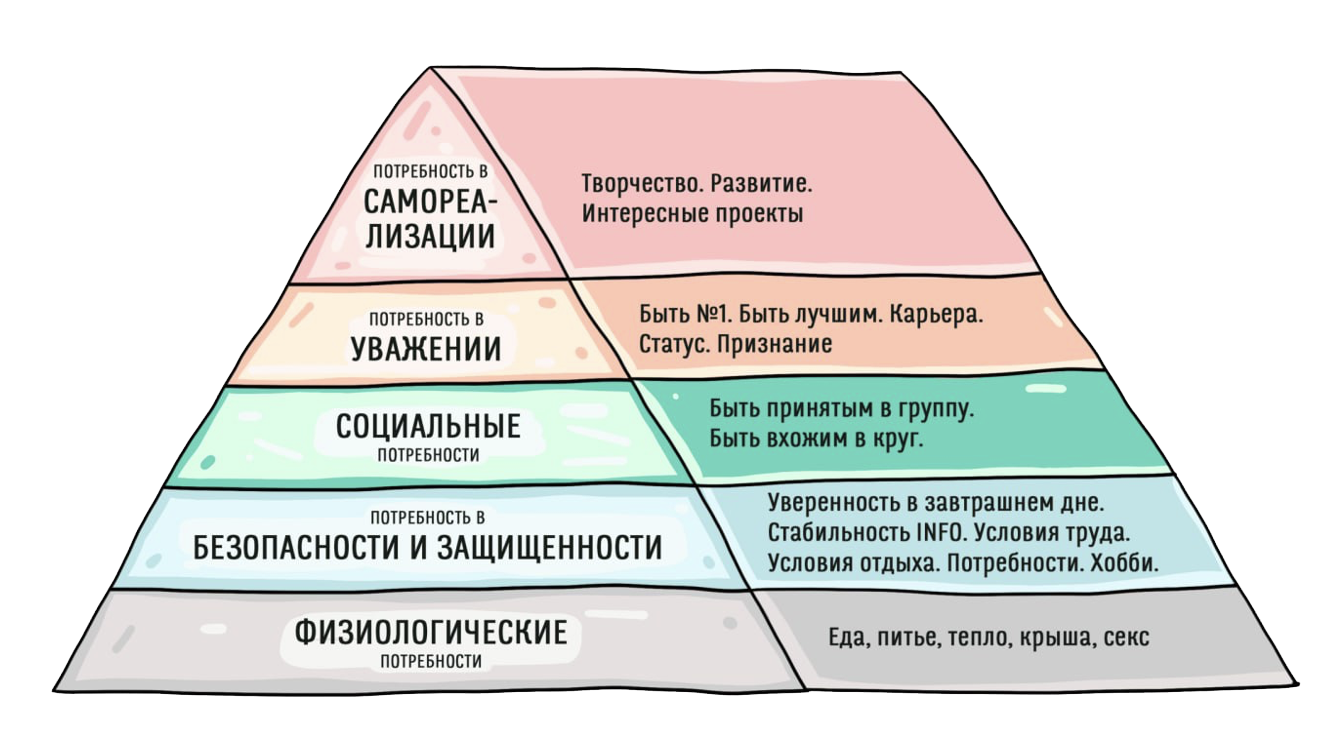 ПОТРЕБНОСТЬ В
САМОРЕА-
ЛИЗАЦИИ
Творчество. Развитие.
Интересные проекты
ПОТРЕБНОСТЬ В
УВАЖЕНИИ
Быть №1. Быть лучшим. Карьера.
Статус. Признание
СОЦИАЛЬНЫЕ
ПОТРЕБНОСТИ
Быть принятым в группу.
Быть вхожим в круг.
ПОТРЕБНОСТЬ В
БЕЗОПАСНОСТИ И ЗАЩИЩЕННОСТИ
Уверенность в завтрашнем дне.
Стабильность INFO. Условия труда.
Условия отдыха. Потребности. Хобби.
ФИЗИОЛОГИЧЕСКИЕ
ПОТРЕБНОСТИ
Еда, питье, тепло, крыша, секс